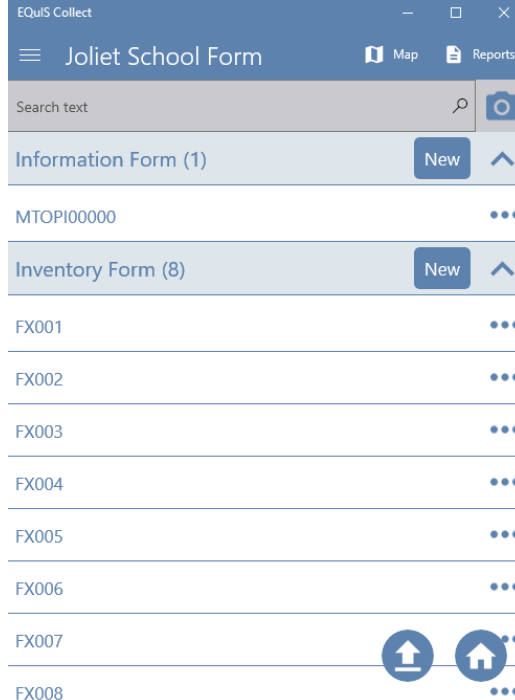 EQuIS Collect
Joliet School Form Map Reports
Search text
Information Form (1) New
MTOPI00000
Inventory Form (8) New
FX001
FX002
FX003
FX004
FX005
FX006
FX007
FX008